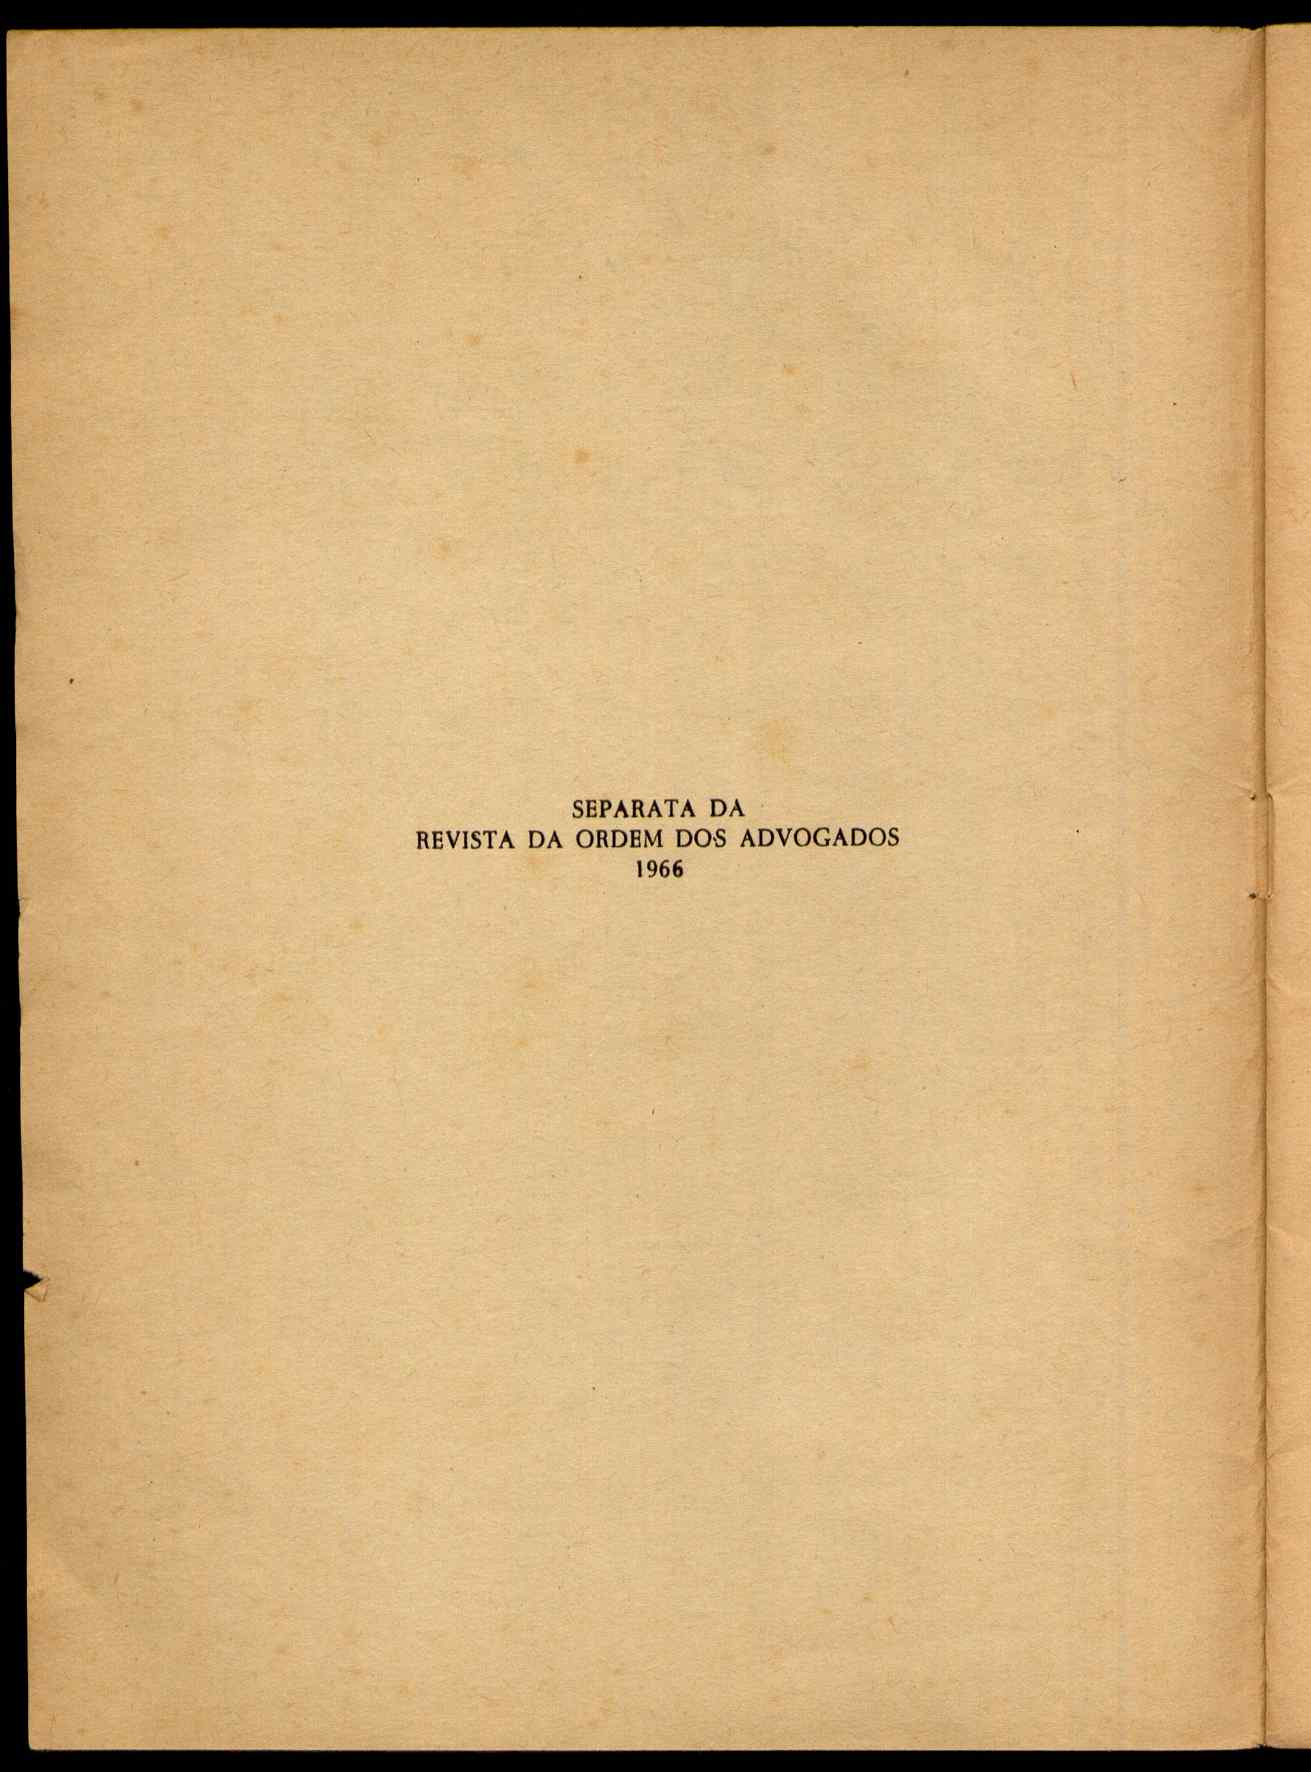 SEPARATA DA
REVISTA DA ORDEM DOS ADVOGADOS
1966